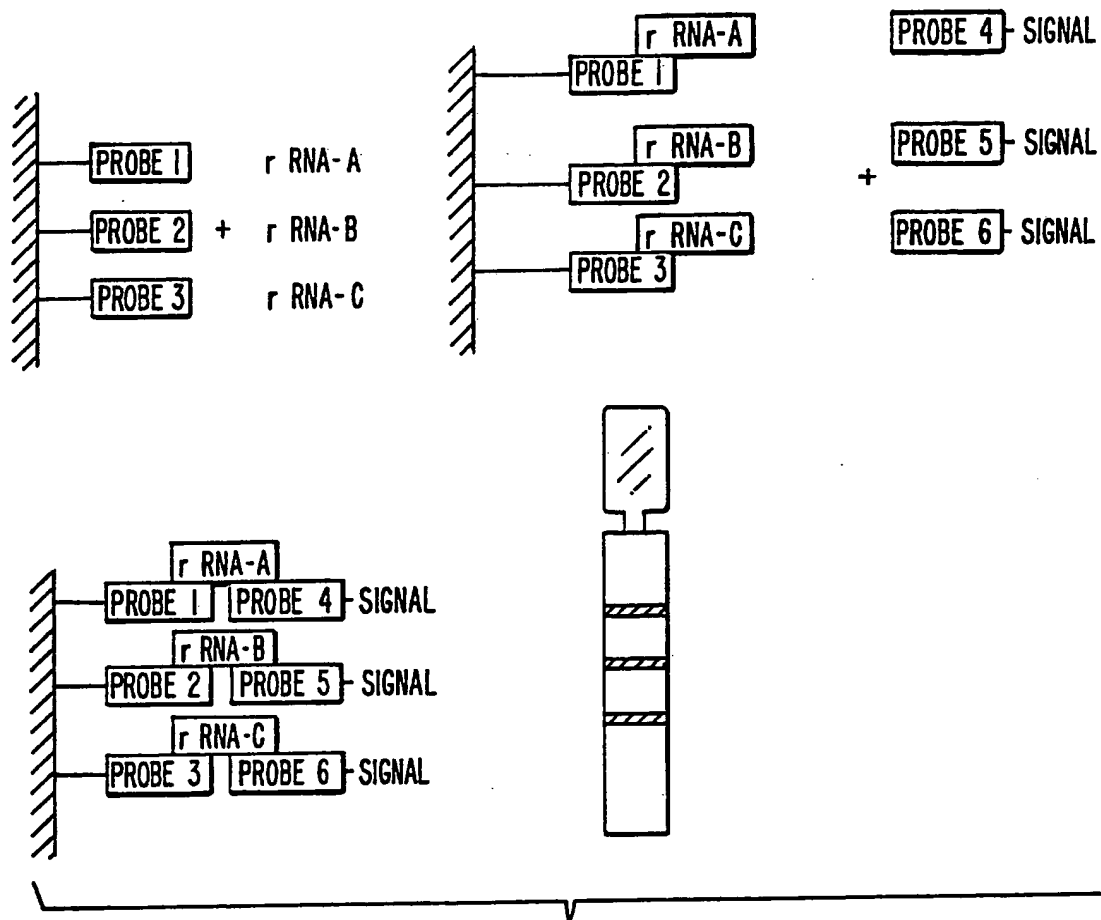 PROBE 1 r RNA-A
PROBE 2 + r RNA-B
PROBE 3 r RNA-C
r RNA-A
PROBE 1
PROBE 4 SIGNAL
r RNA-B
PROBE 2
+
PROBE 5 SIGNAL
r RNA-C
PROBE 3
PROBE 6 SIGNAL
r RNA-A
PROBE 1 PROBE 4 SIGNAL
r RNA-B
PROBE 2 PROBE 5 SIGNAL
r RNA-C
PROBE 3 PROBE 6 SIGNAL